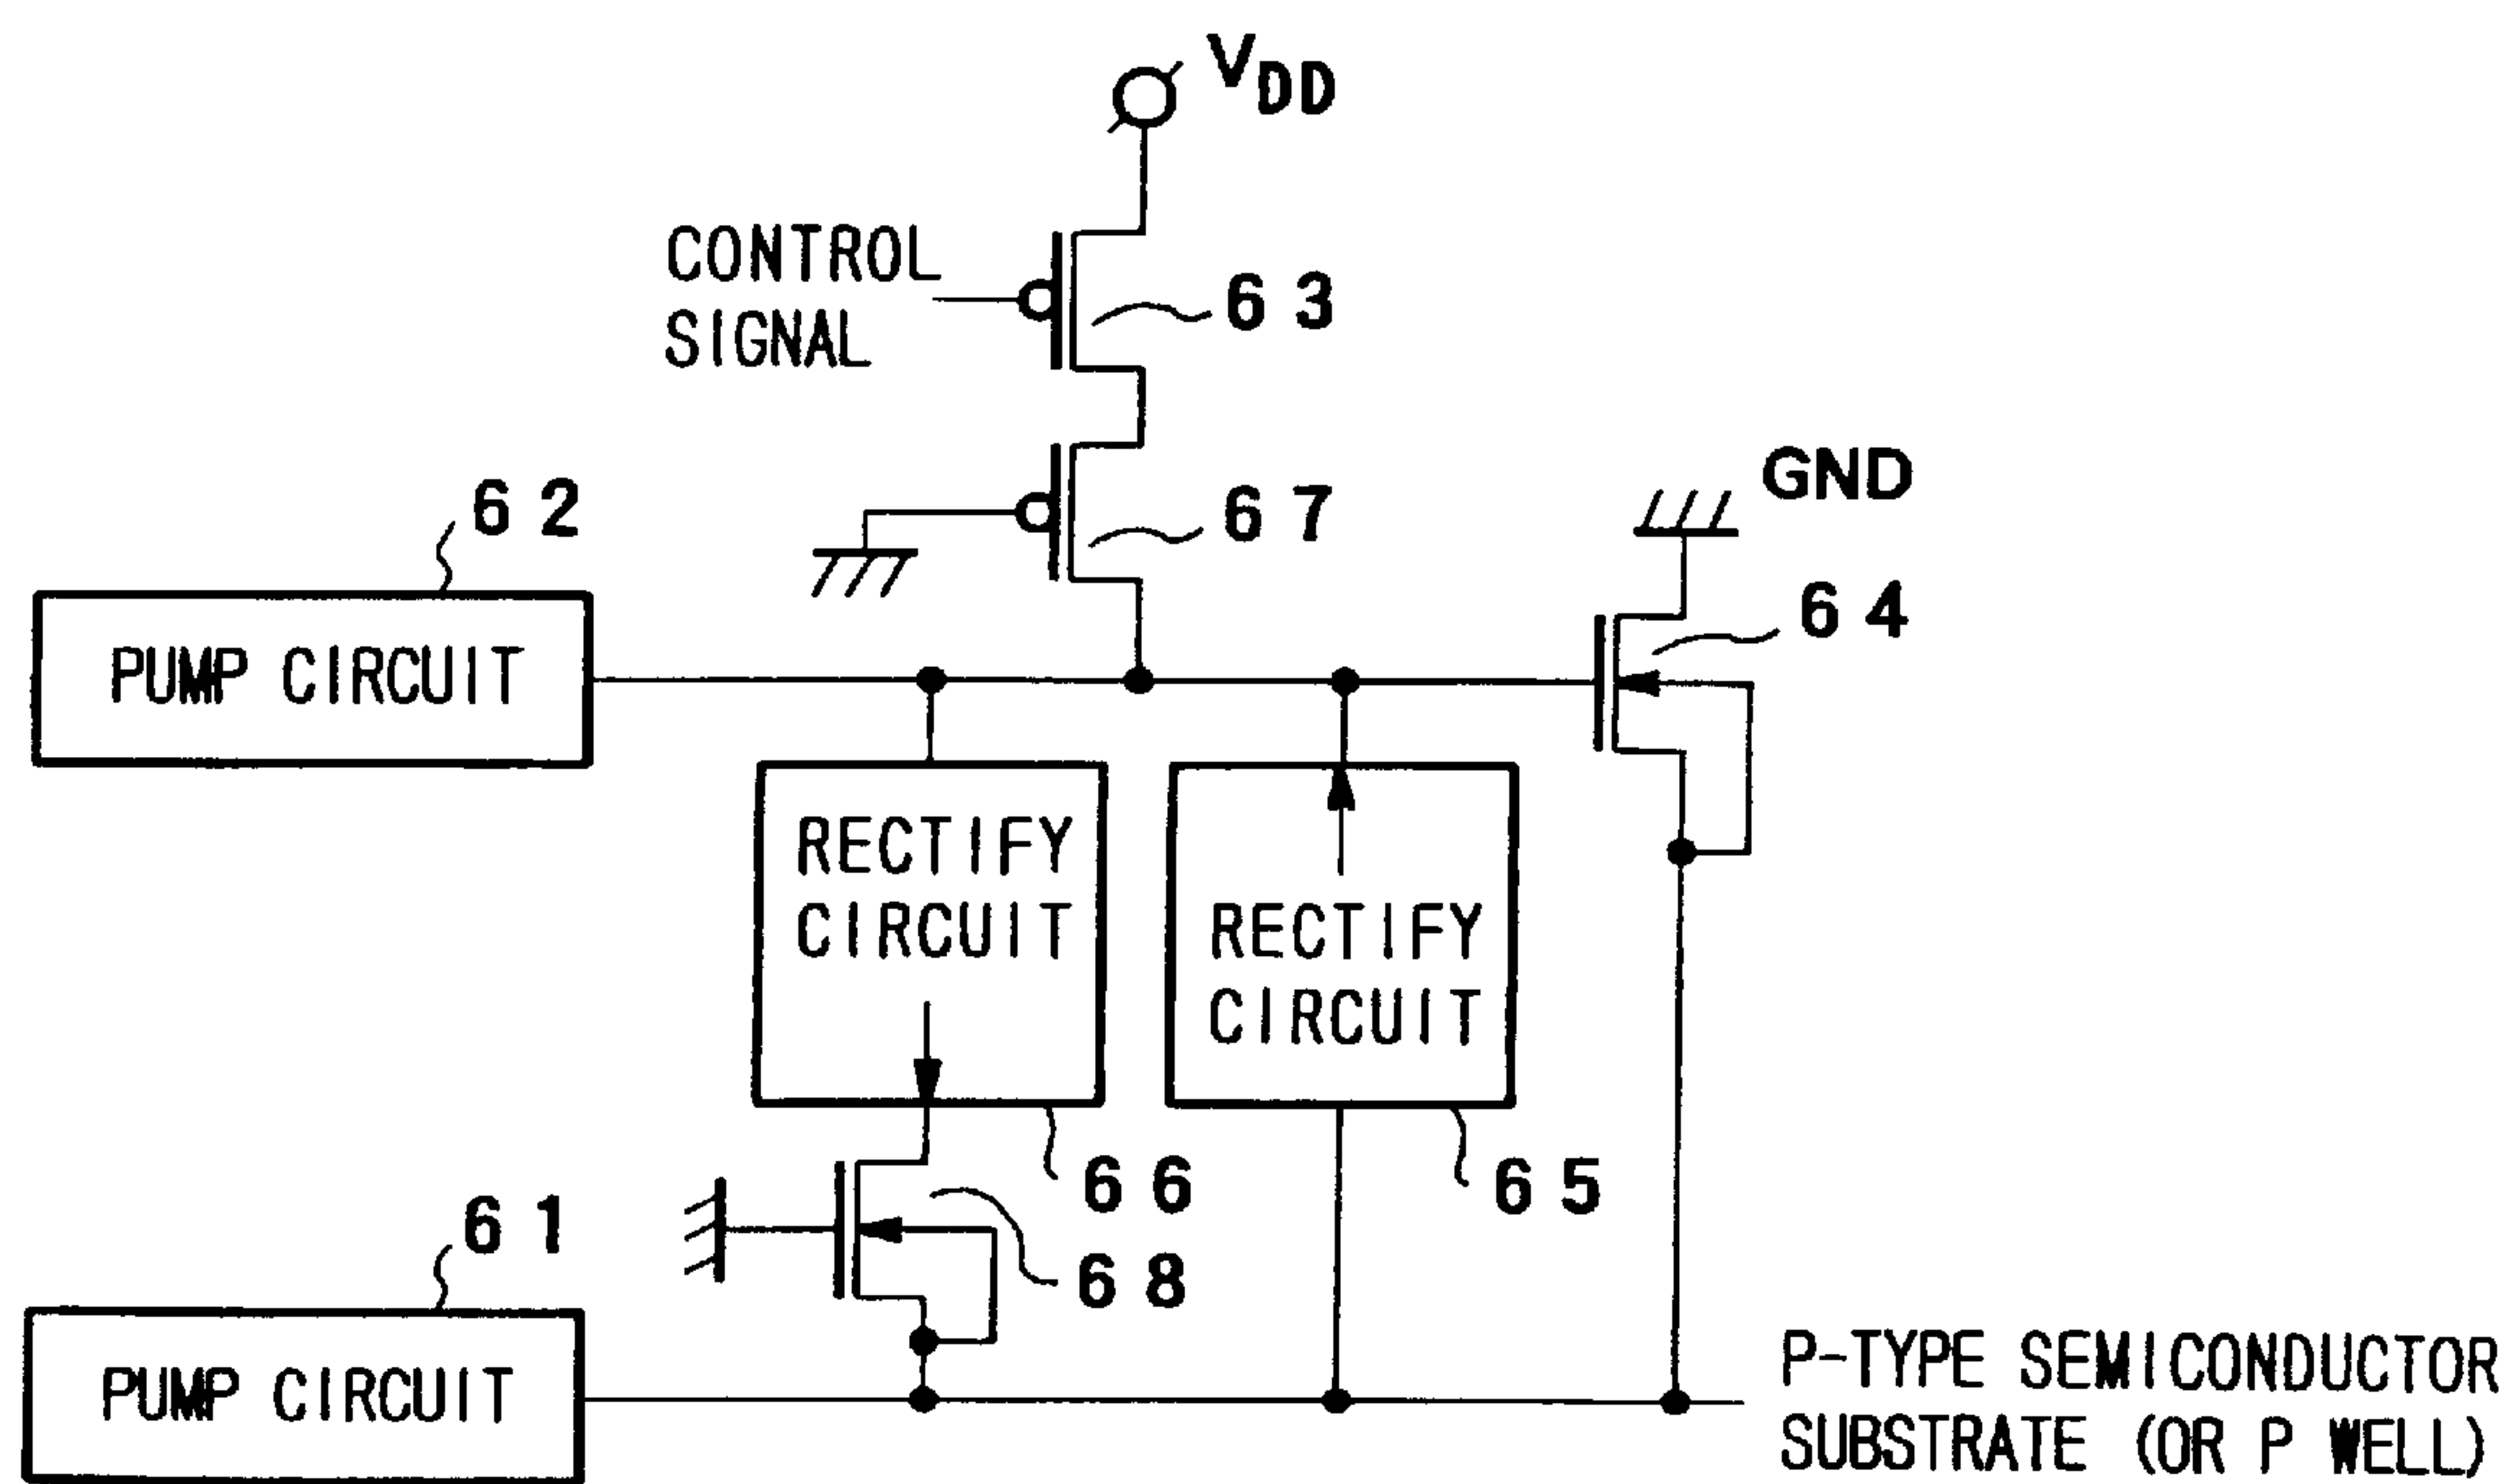 VDD
CONTROL
SIGNAL
63
62
67
GND
64
PUMP CIRCUIT
RECTIFY
CIRCUIT
RECTIFY
CIRCUIT
66
65
61
68
PUMP CIRCUIT
P-TYPE SEMICONDUCTOR
SUBSTRATE (OR P WELL)